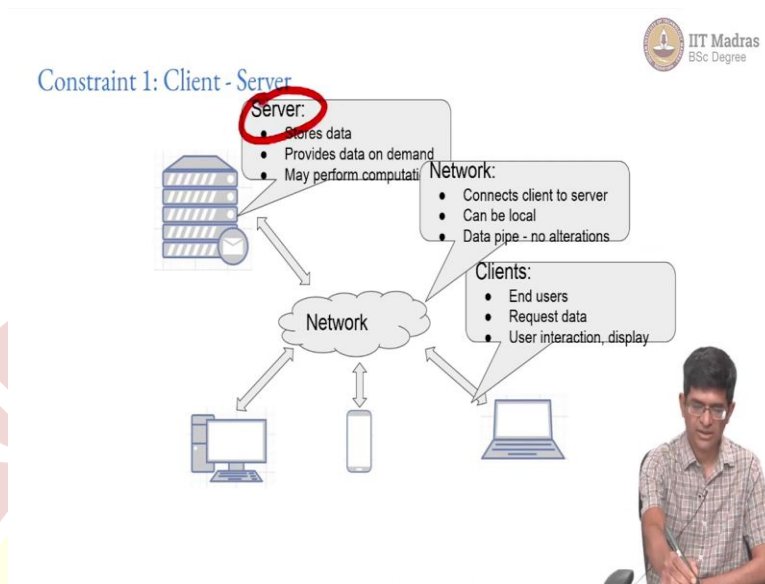 IIT Madras
BSc Degree
Constraint 1: Client - Server
Server:
● Stores data
● Provides data on demand
● May perform computati
Network:
● Connects client to server
● Can be local
● Data pipe - no alterations
Clients:
● End users
● Request data
● User interaction, display
Network